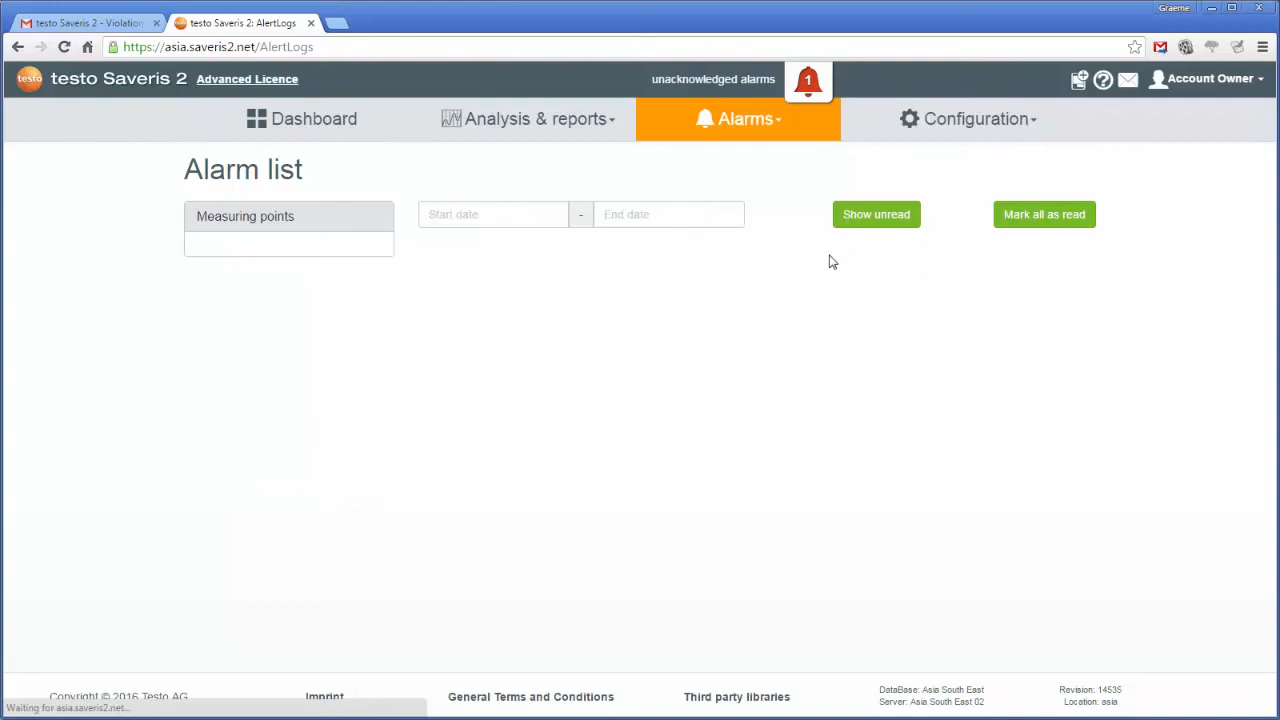 Graeme
testo Saveris 2 - Violation
testo Saveris 2: AlertLogs
https://asia.saveris2.net/AlertLogs
testo
testo Saveris 2
Advanced Licence
unacknowledged alarms
1
Account Owner
Dashboard
Analysis & reports
Alarms
Configuration
Alarm list
Measuring points
Start date
-
End date
Show unread
Mark all as read
Copyright © 2016 Testo AG
Imprint
General Terms and Conditions
Third party libraries
DataBase: Asia South East
Server: Asia South East 02
Revision: 14535
Location: asia
Waiting for asia.saveris2.net...